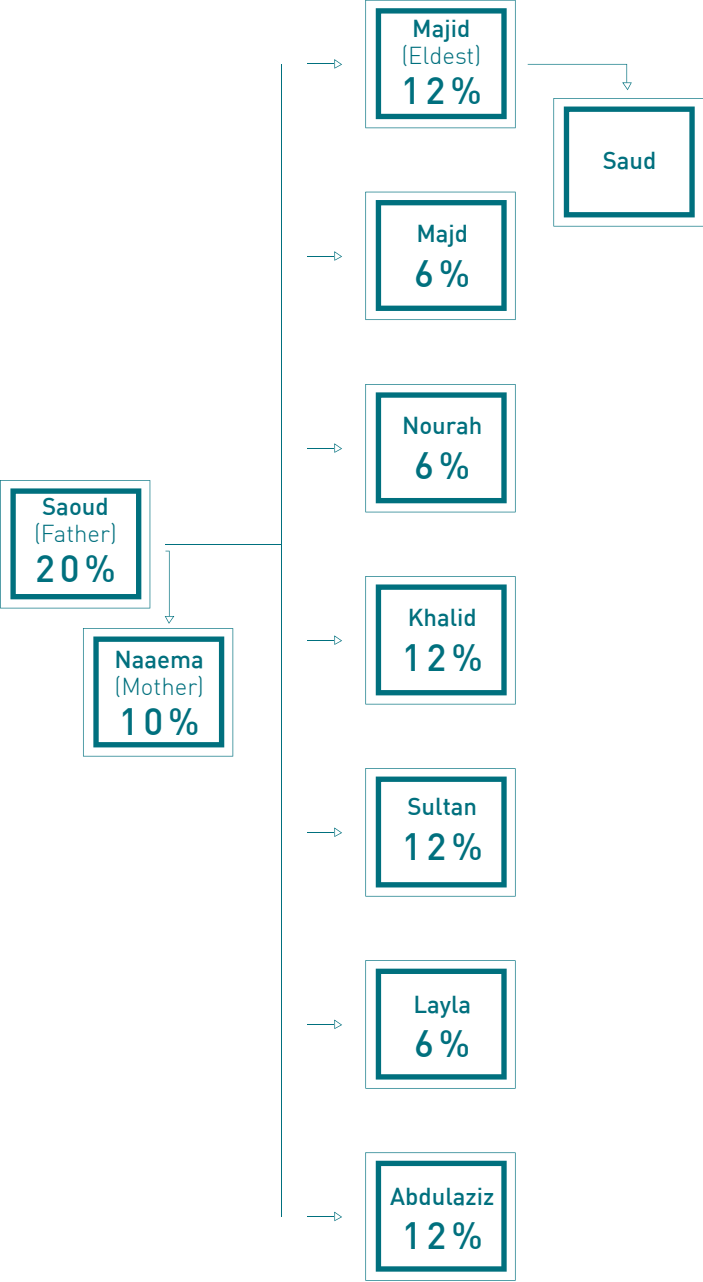 Majid
(Eldest)
12%
Saud
Majd
6%
Nourah
6%
Saoud
(Father)
20%
Naaema
(Mother)
10%
Khalid
12%
Sultan
12%
Layla
6%
Abdulaziz
12%